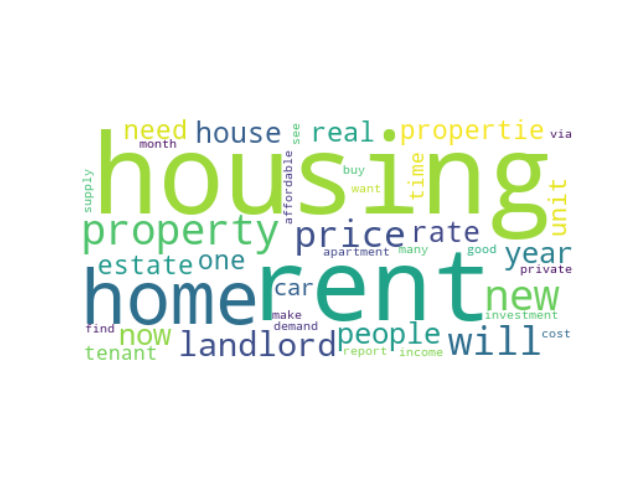 need house see real propertie via
month
housing
supply
affordable
buy
want
time
unit
property price rate
apartment many good year
estate one
private
home rent
car
new
make
investment
find now demand people will cost
landlord
tenant
report income